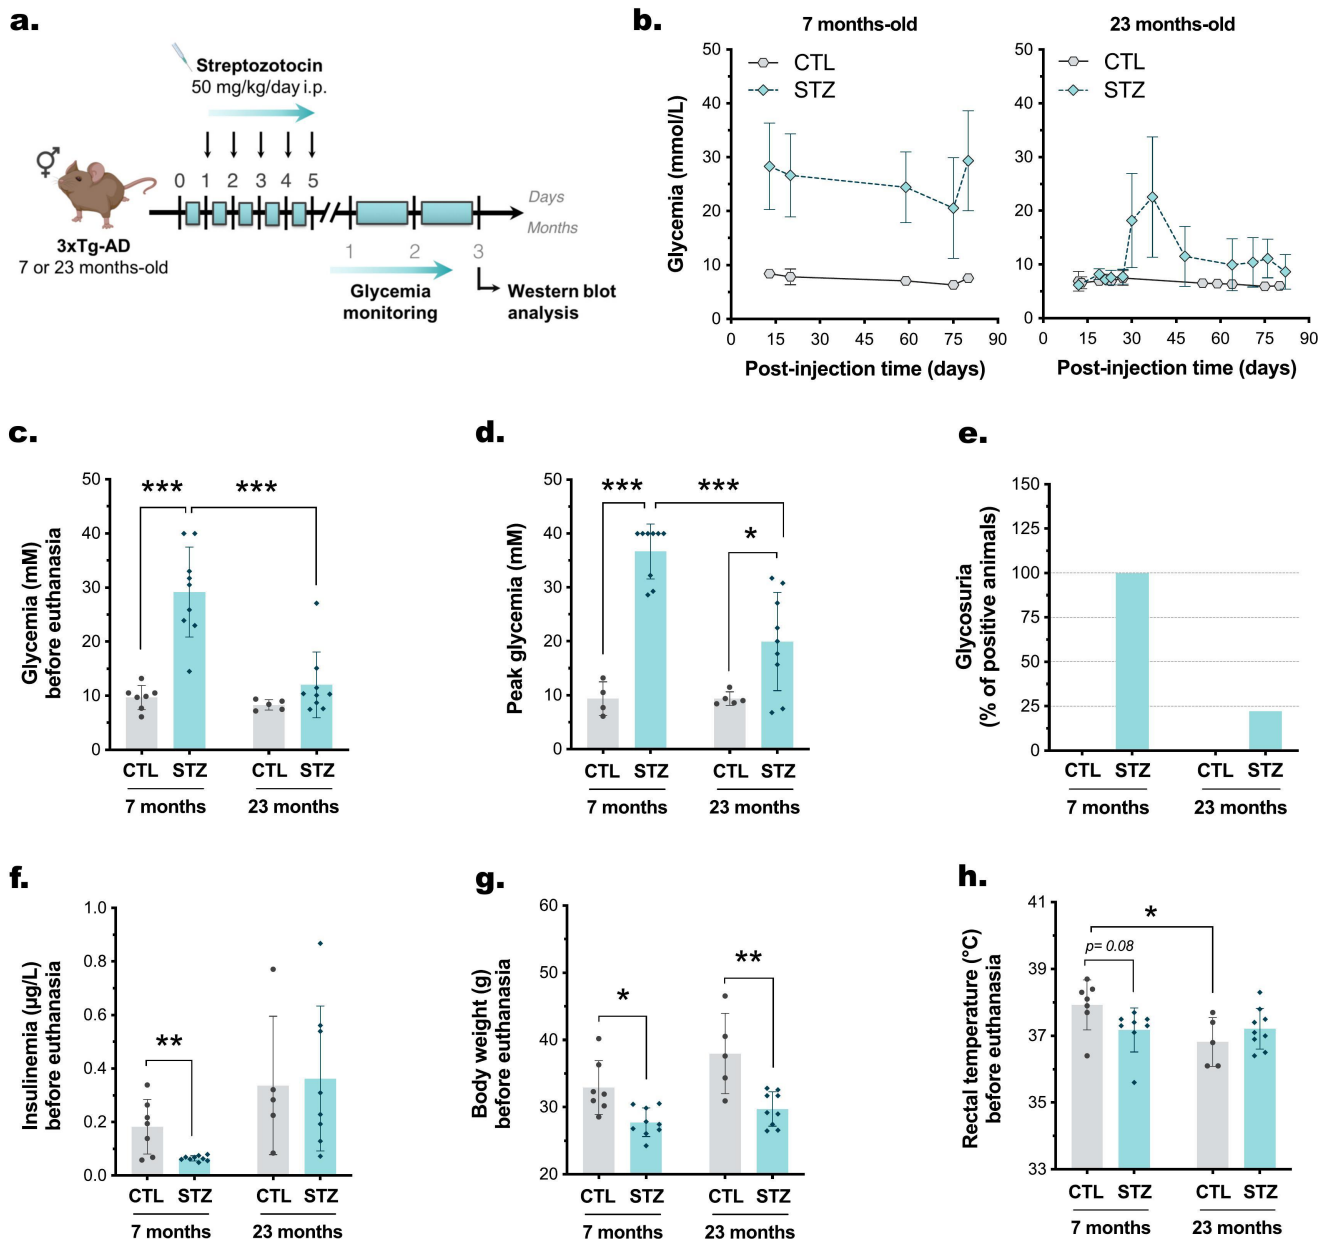 a.
Streptozotocin
50 mg/kg/day i.p.
0 1 2 3 4 5
Days
Months
1 2 3
3xTg-AD
7 or 23 months-old
Glycemia
monitoring
Western blot
analysis
b.
7 months-old
Glycemia (mmol/L)
50
40
30
20
10
0
CTL
STZ
0 15 30 45 60 75 90
Post-injection time (days)
23 months-old
50
40
30
20
10
0
CTL
STZ
0 15 30 45 60 75 90
Post-injection time (days)
c.
Glycemia (mM)
before euthanasia
50
40
30
20
10
0
*** ***
CTL STZ CTL STZ
7 months 23 months
d.
Peak glycemia (mM)
50
40
30
20
10
0
*** ***
*
CTL STZ CTL STZ
7 months 23 months
e.
Glycosuria
(% of positive animals)
150
125
100
75
50
25
0
CTL STZ CTL STZ
7 months 23 months
f.
Insulinemia (µg/L)
before euthanasia
1.0
0.8
0.6
0.4
0.2
0.0
**
CTL STZ CTL STZ
7 months 23 months
g.
Body weight (g)
before euthanasia
60
50
40
30
20
*
**
CTL STZ CTL STZ
7 months 23 months
h.
Rectal temperature (°C)
before euthanasia
41
39
37
35
33
*
p= 0.08
CTL STZ CTL STZ
7 months 23 months